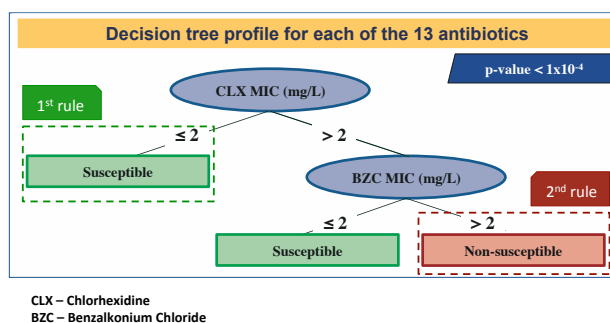 Decision tree profile for each of the 13 antibiotics
p-value < 1x10-4
1st rule
CLX MIC (mg/L)
≤ 2
> 2
Susceptible
BZC MIC (mg/L)
2nd rule
≤ 2
> 2
Susceptible
Non-susceptible
CLX – Chlorhexidine
BZC – Benzalkonium Chloride